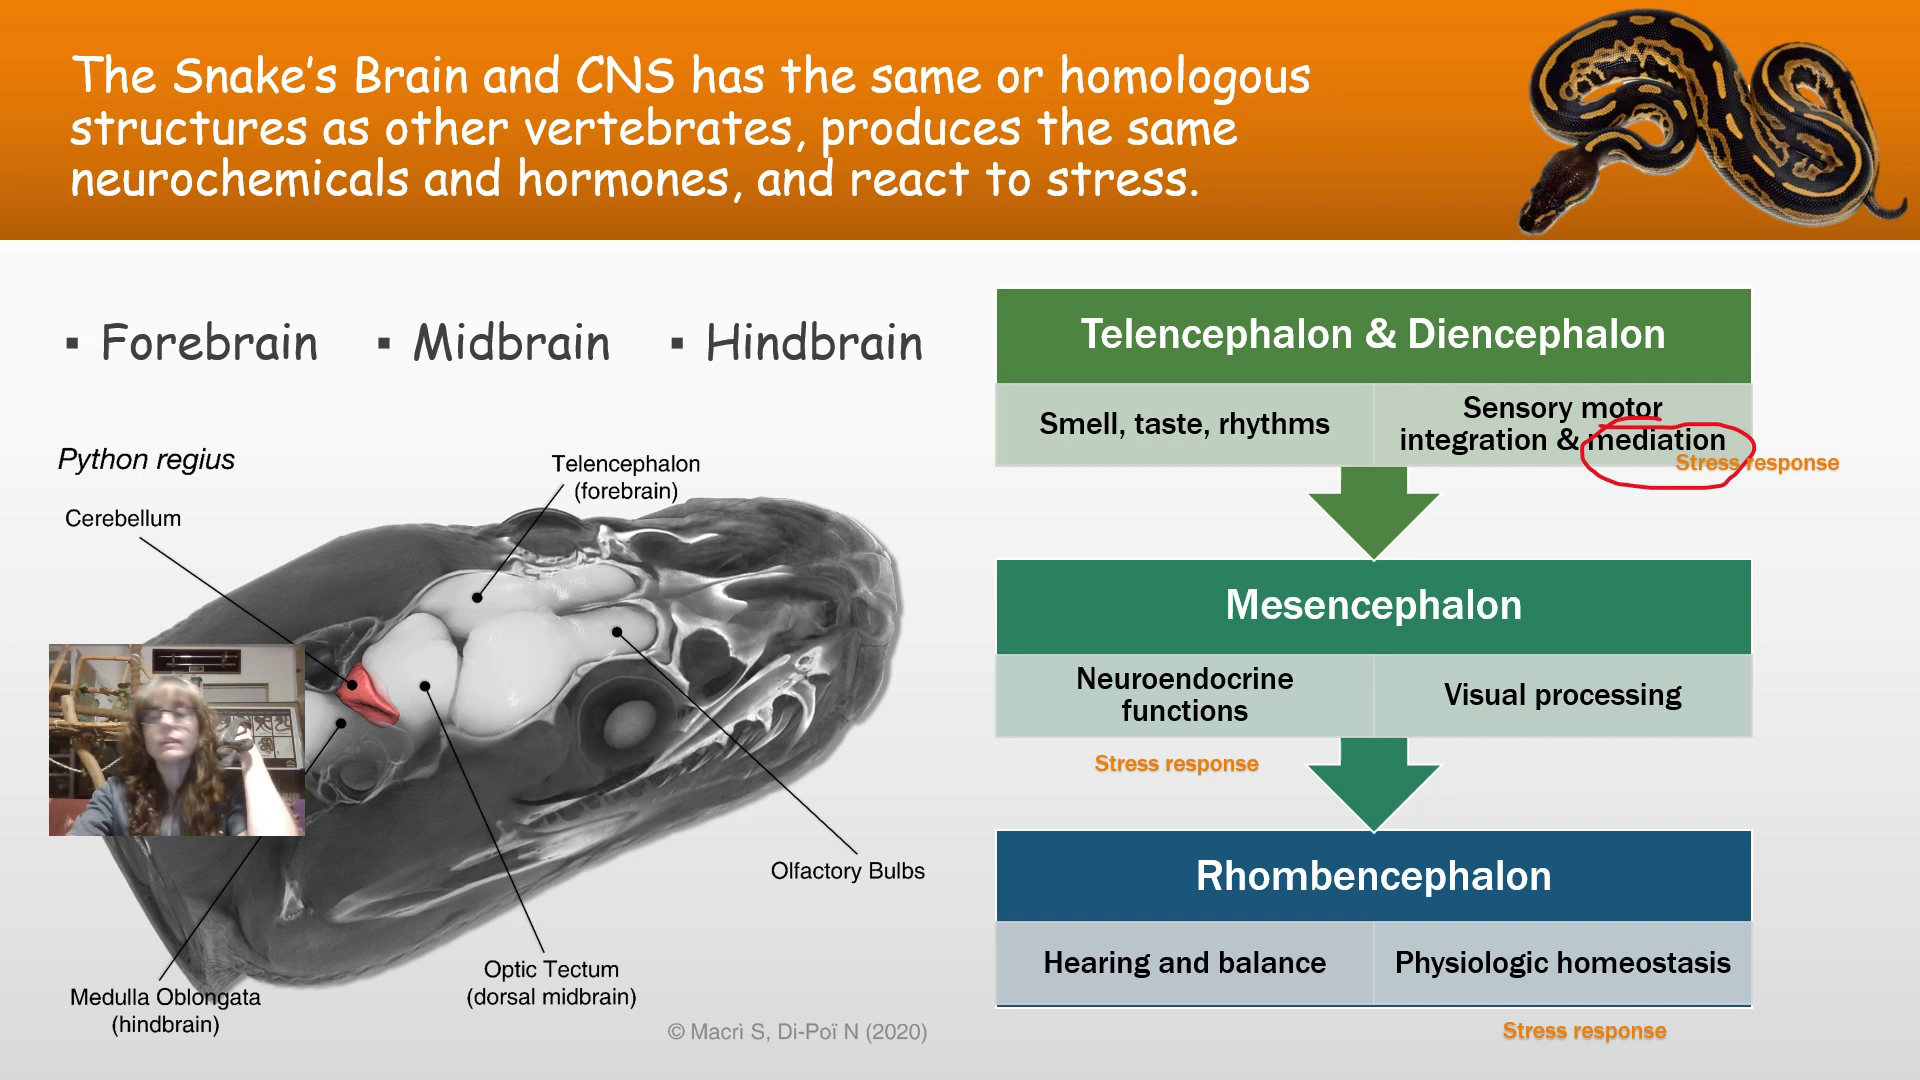 The Snake's Brain and CNS has the same or homologous
structures as other vertebrates, produces the same
neurochemicals and hormones, and react to stress.
▪ Forebrain ▪ Midbrain ▪ Hindbrain
Python regius
Cerebellum
Telencephalon
(forebrain)
Olfactory Bulbs
Optic Tectum
(dorsal midbrain)
Medulla Oblongata
(hindbrain)
© Macrì S, Di-Poï N (2020)
Telencephalon & Diencephalon
Smell, taste, rhythms
Sensory motor
integration & mediation
Stress response
Mesencephalon
Neuroendocrine
functions
Visual processing
Stress response
Rhombencephalon
Hearing and balance
Physiologic homeostasis
Stress response